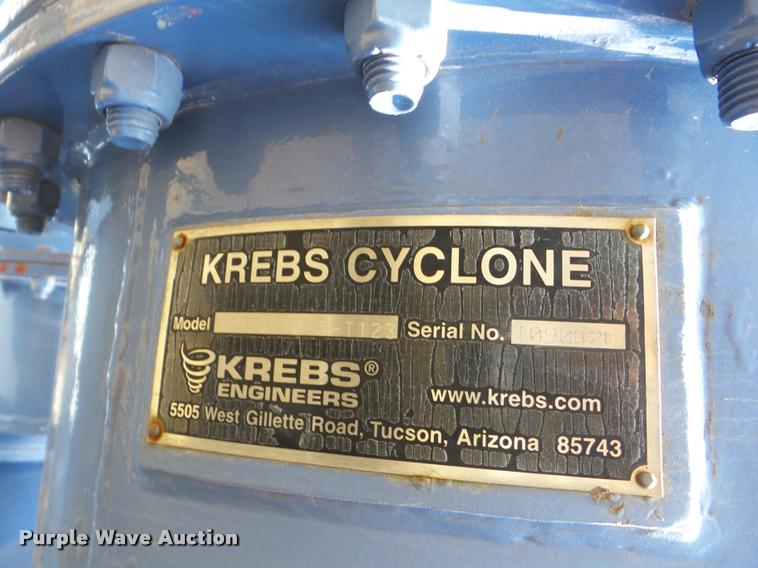 KREBS CYCLONE
Model Serial No.
KREBS®
ENGINEERS
www.krebs.com
5505 West Gillette Road, Tucson, Arizona 85743
Purple Wave Auction